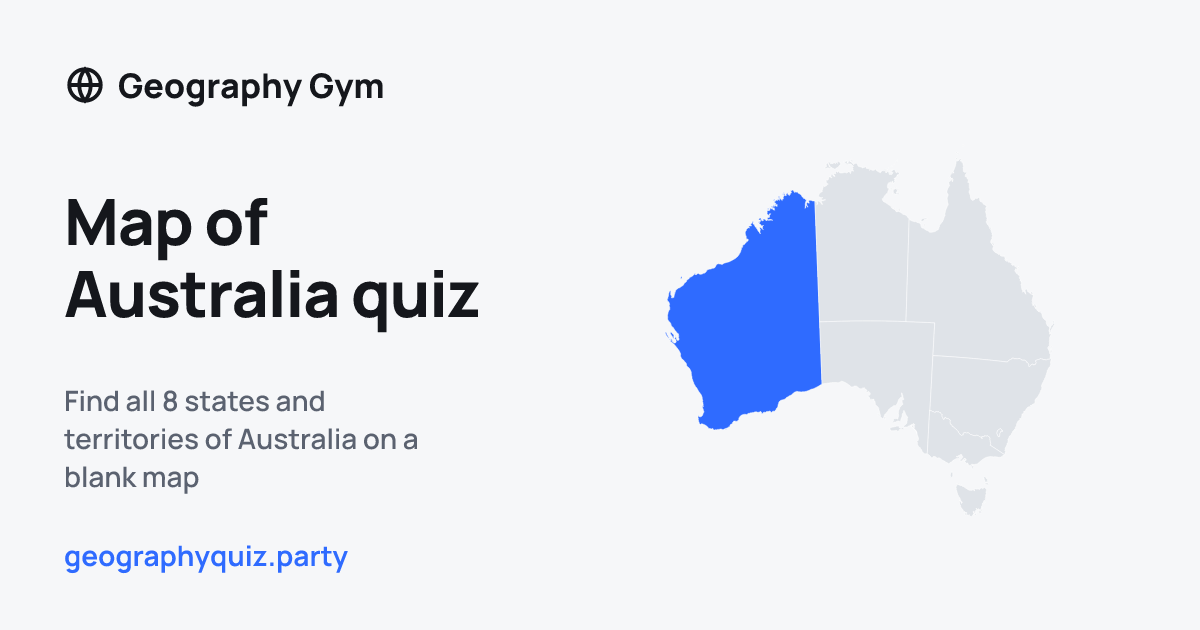 Geography Gym
Map of
Australia quiz
Find all 8 states and
territories of Australia on a
blank map
geographyquiz.party